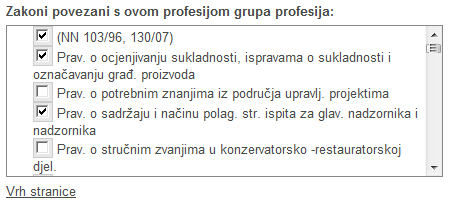 Zakoni povezani s ovom profesijom grupa profesija:
(NN 103/96, 130/07)
Prav. o ocjenjivanju sukladnosti, ispravama o sukladnosti i
označavanju građ. proizvoda
Prav. o potrebnim znanjima iz područja upravlj. projektima
Prav. o sadržaju i načinu polag. str. ispita za glav. nadzornika i
nadzornika
Prav. o stručnim zvanjima u konzervatorsko -restauratorskoj
djel.
Vrh stranice